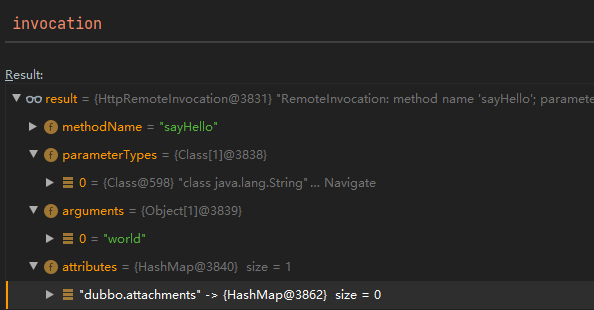 invocation
Result:
result = {HttpRemoteInvocation@3831} "RemoteInvocation: method name 'sayHello'; parameter
f methodName = "sayHello"
f parameterTypes = {Class[1]@3838}
0 = {Class@598} "class java.lang.String" ... Navigate
f arguments = {Object[1]@3839}
0 = "world"
f attributes = {HashMap@3840} size = 1
"dubbo.attachments" -> {HashMap@3862} size = 0